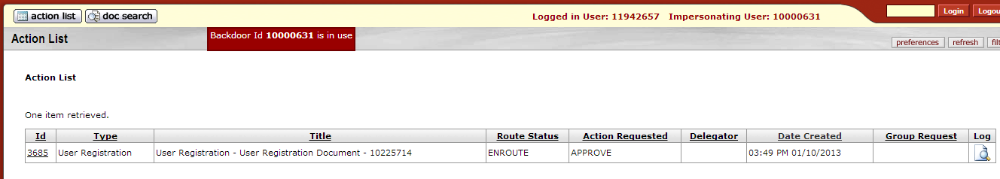 action list doc search Logged in User: 11942657 Impersonating User: 10000631 Login Logou
Action List Backdoor Id 10000631 is in use preferences refresh filt
Action List
One item retrieved.
Id Type Title Route Status Action Requested Delegator Date Created Group Request Log
3685 User Registration User Registration - User Registration Document - 10225714 ENROUTE APPROVE 03:49 PM 01/10/2013